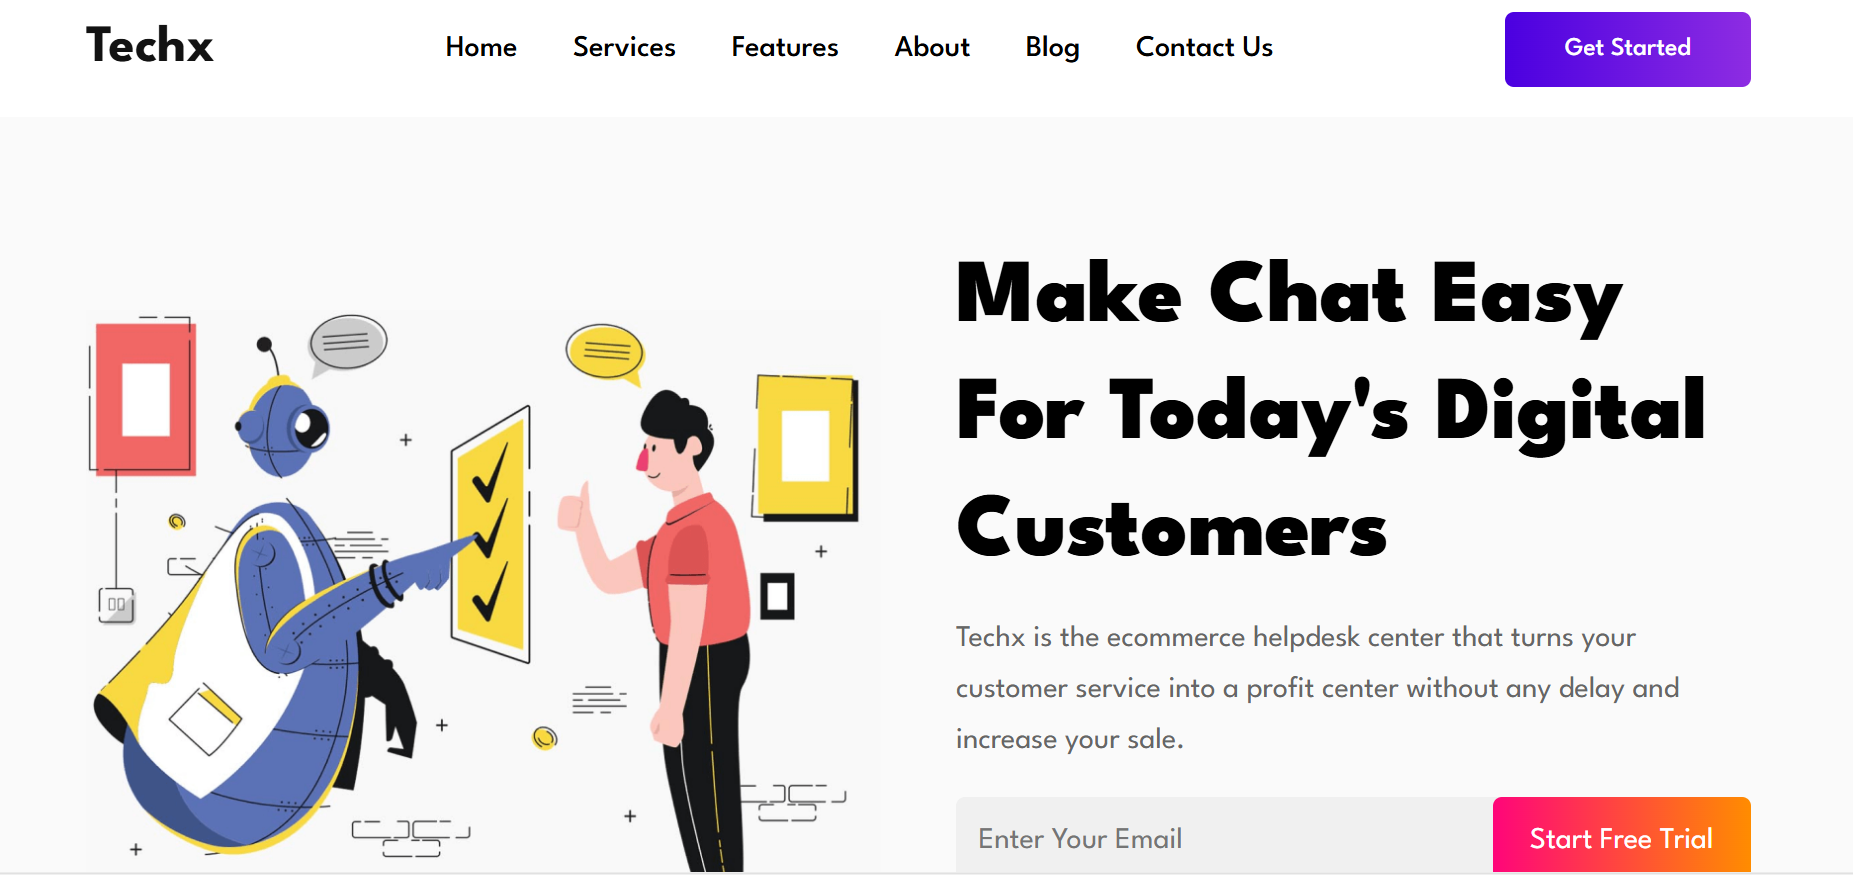 Techx
Home Services Features About Blog Contact Us
Get Started
Make Chat Easy
For Today's Digital
Customers
Techx is the ecommerce helpdesk center that turns your
customer service into a profit center without any delay and
increase your sale.
Enter Your Email
Start Free Trial